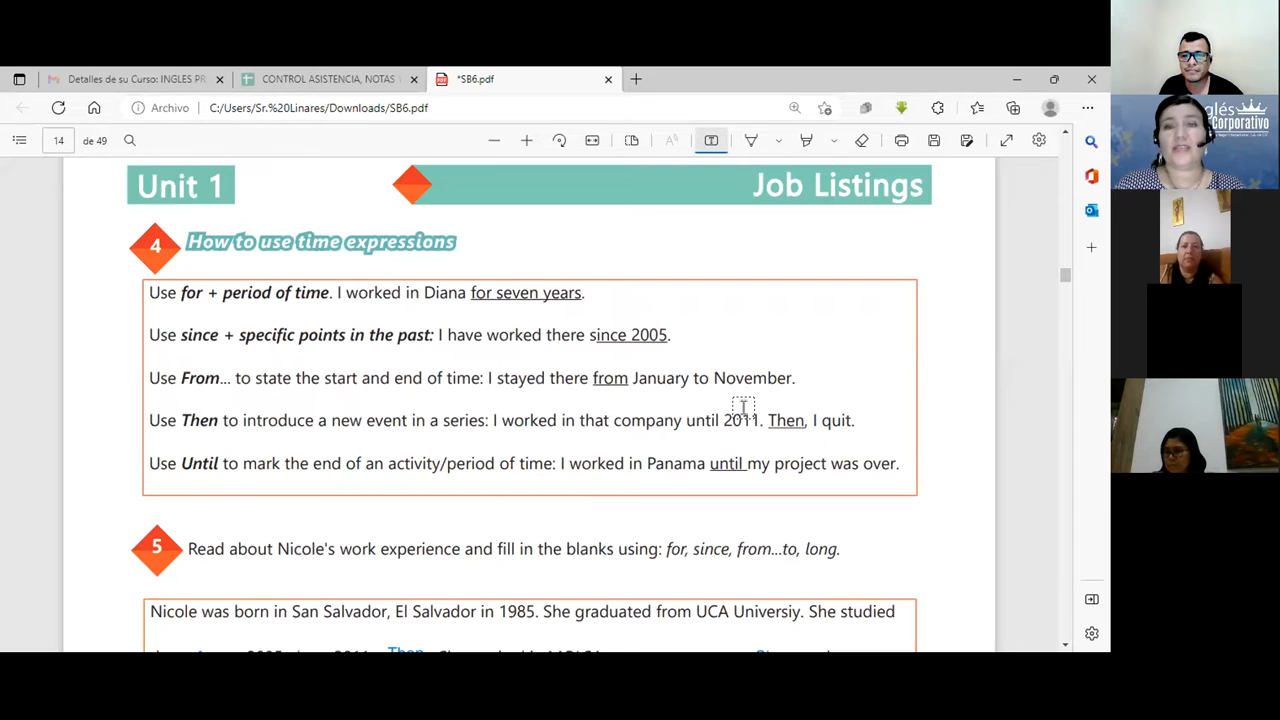 Detalles de su Curso: INGLES PR
CONTROL ASISTENCIA, NOTAS
*SB6.pdf
Archivo
C:/Users/Sr.%20Linares/Downloads/SB6.pdf
14
de 49
Unit 1
Job Listings
4
How to use time expressions
Use for + period of time. I worked in Diana for seven years.
Use since + specific points in the past: I have worked there since 2005.
Use From... to state the start and end of time: I stayed there from January to November.
Use Then to introduce a new event in a series: I worked in that company until 2011. Then, I quit.
Use Until to mark the end of an activity/period of time: I worked in Panama until my project was over.
5
Read about Nicole's work experience and fill in the blanks using: for, since, from...to, long.
Nicole was born in San Salvador, El Salvador in 1985. She graduated from UCA Universiy. She studied
Then
glés
Corporativo